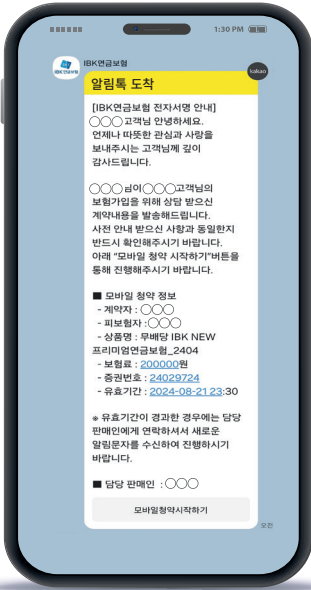 1:30 PM
IBK연금보험
IBK 연금보험
kakao
알림톡 도착
[IBK연금보험 전자서명 안내]
◯◯◯고객님 안녕하세요.
언제나 따뜻한 관심과 사랑을
보내주시는 고객님께 깊이
감사드립니다.
◯◯◯님이◯◯◯고객님의
보험가입을 위해 상담 받으신
계약내용을 발송해드립니다.
사전 안내 받으신 사항과 동일한지
반드시 확인해주시기 바랍니다.
아래 "모바일 청약 시작하기"버튼을
통해 진행해주시기 바랍니다.
■ 모바일 청약 정보
- 계약자 : ◯◯◯
- 피보험자 :◯◯◯
- 상품명 : 무배당 IBK NEW
프리미엄연금보험_2404
- 보험료 : 200000원
- 증권번호 : 24029724
- 유효기간 : 2024-08-21 23:30
※ 유효기간이 경과한 경우에는 담당
판매인에게 연락하셔서 새로운
알림문자를 수신하여 진행하시기
바랍니다.
■ 담당 판매인 : ◯◯◯
모바일청약시작하기
오전